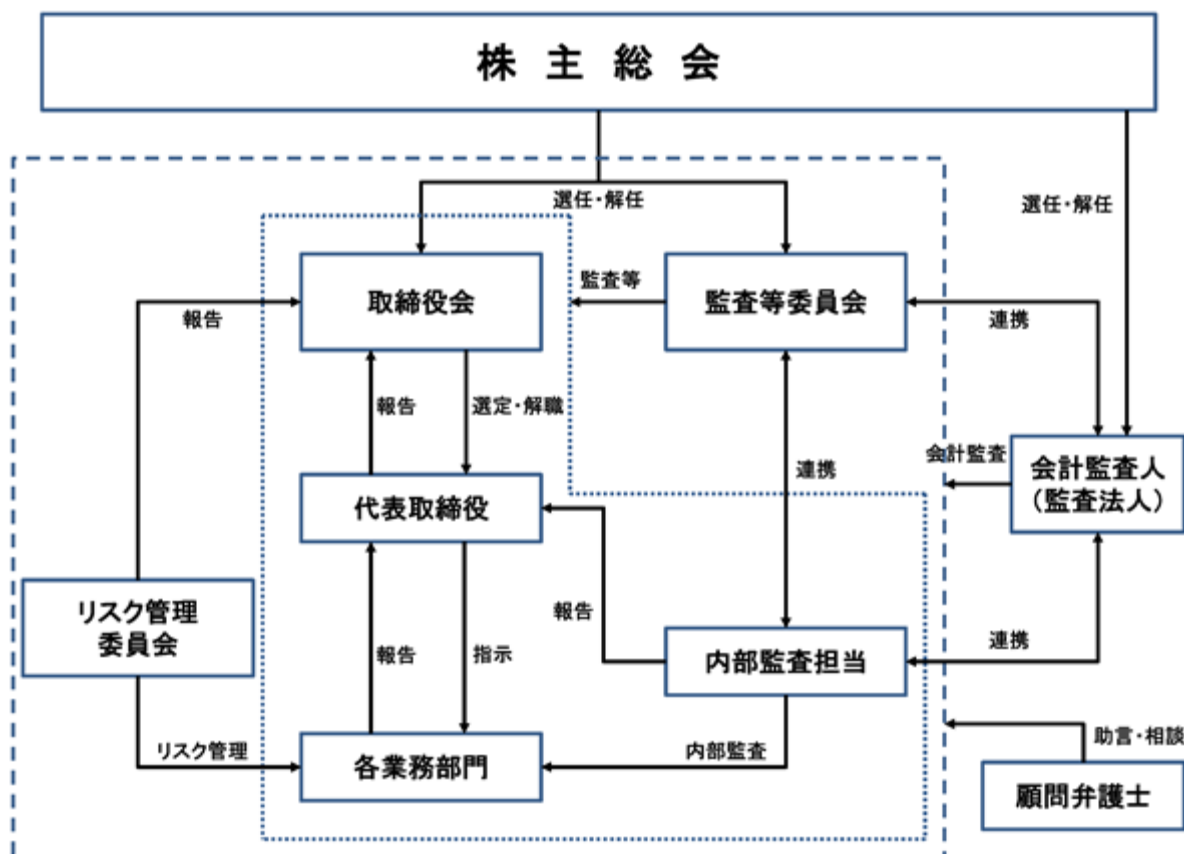 株主総会
選任・解任
選任・解任
取締役会
監査等
監査等委員会
報告
連携
報告
選定・解職
連携
会計監査
会計監査人
（監査法人）
代表取締役
リスク管理
委員会
報告
指示
報告
内部監査担当
連携
リスク管理
各業務部門
内部監査
助言・相談
顧問弁護士